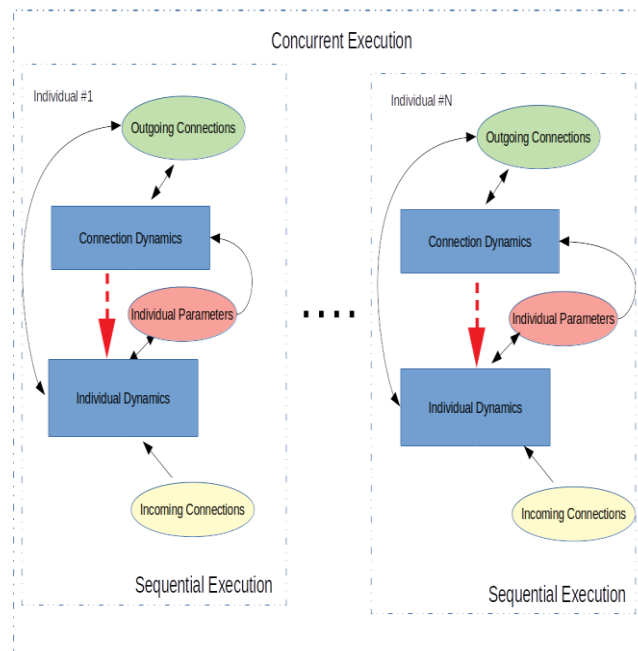 Concurrent Execution
Individual #1
Outgoing Connections
Connection Dynamics
Individual Parameters
Individual Dynamics
Incoming Connections
Sequential Execution
Individual #N
Outgoing Connections
Connection Dynamics
Individual Parameters
Individual Dynamics
Incoming Connections
Sequential Execution